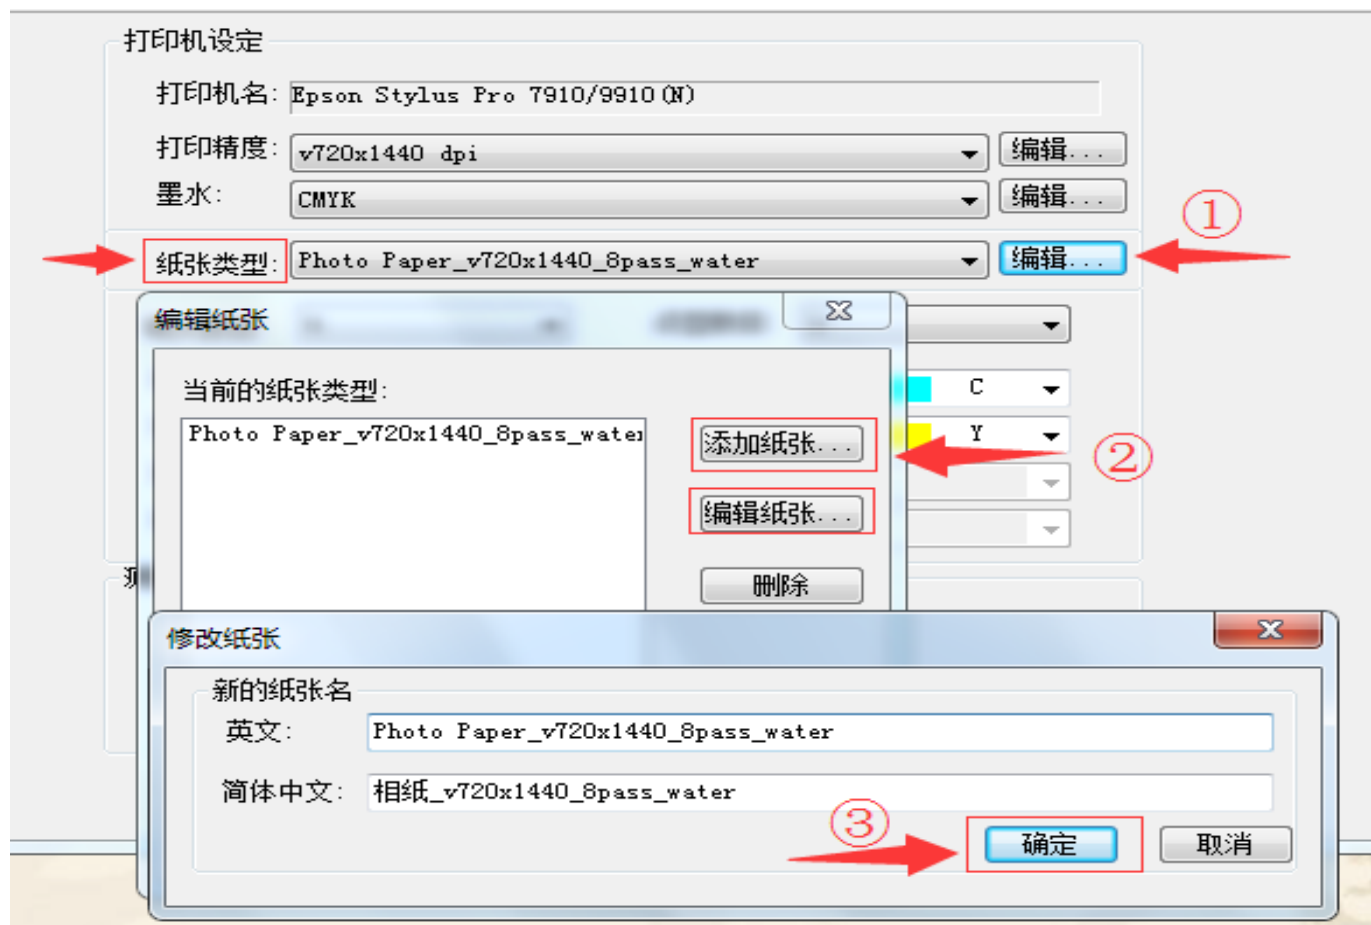 打印机设定
打印机名: Epson Stylus Pro 7910/9910(N)
打印精度: v720x1440 dpi 编辑...
墨水: CMYK 编辑...
①
纸张类型: Photo Paper_v720x1440_8pass_water 编辑...
编辑纸张
当前的纸张类型:
C
Photo Paper_v720x1440_8pass_water
添加纸张...
Y
②
编辑纸张...
删除
修改纸张
新的纸张名
英文: Photo Paper_v720x1440_8pass_water
简体中文: 相纸_v720x1440_8pass_water
③
确定 取消